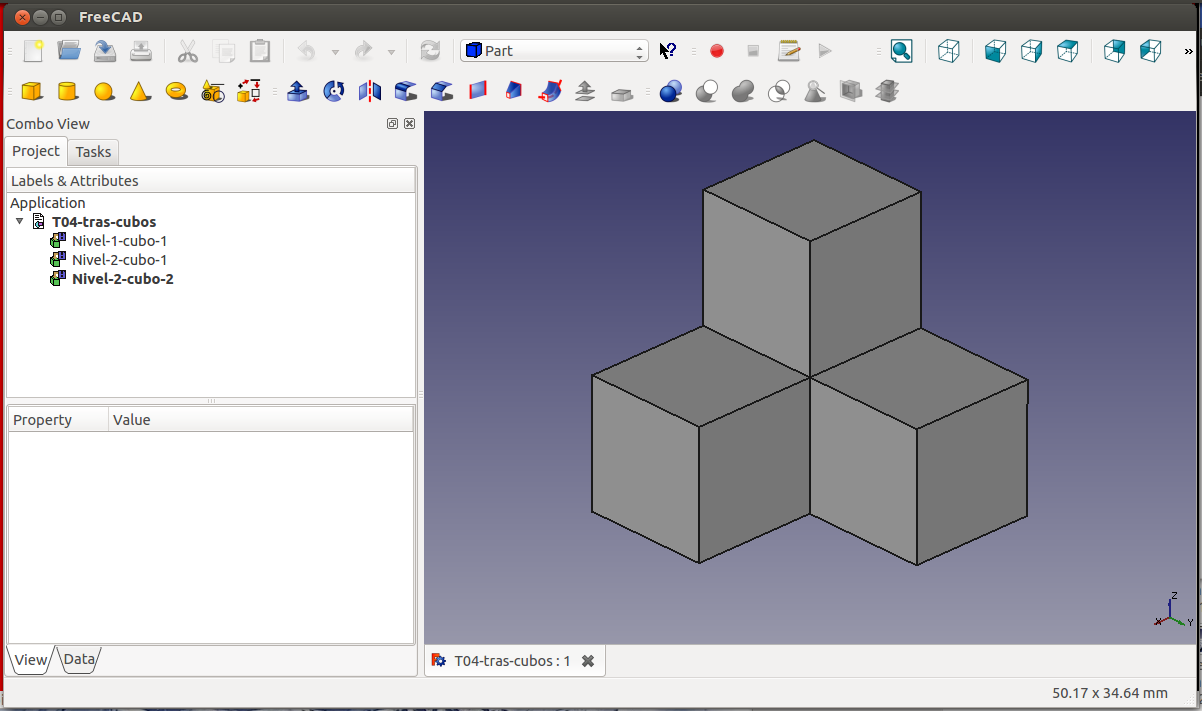 FreeCAD
Part
»
Combo View
Project Tasks
Labels & Attributes
Application
T04-tras-cubos
Nivel-1-cubo-1
Nivel-2-cubo-1
Nivel-2-cubo-2
Property Value
Z
X Y
View Data
T04-tras-cubos : 1
50.17 x 34.64 mm